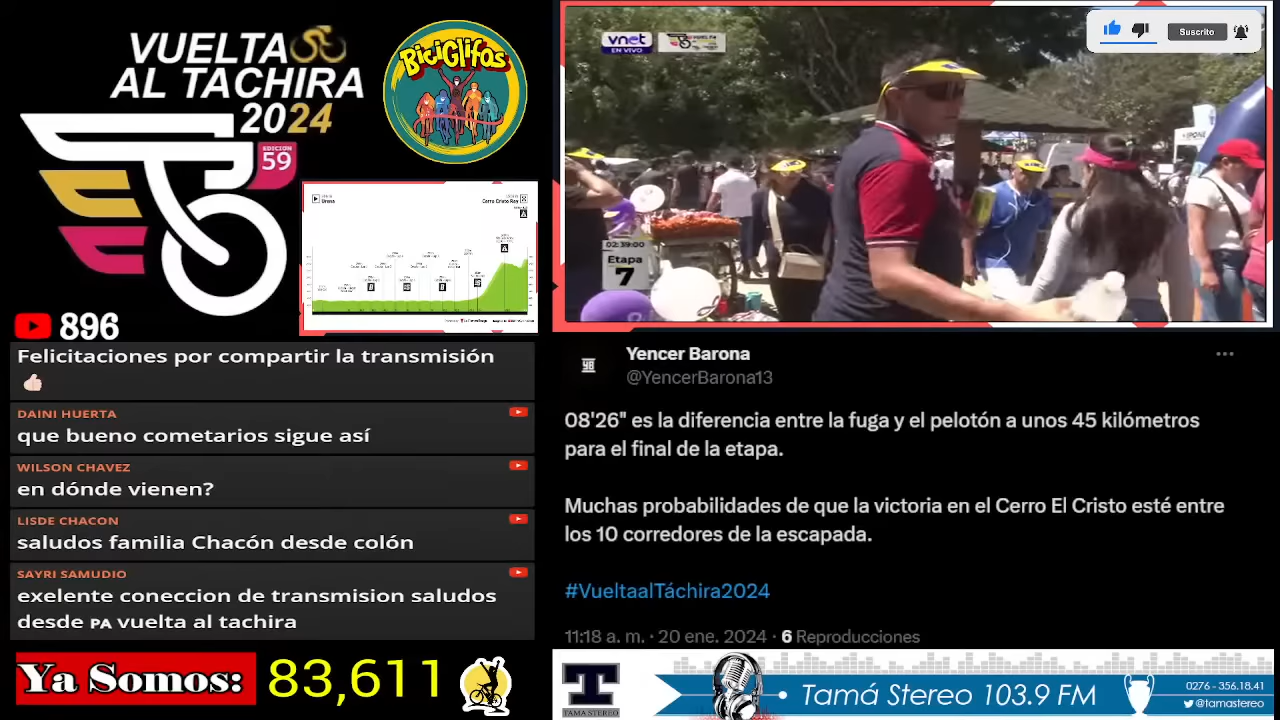 VUELTA
AL TACHIRA
2024
EDICIÓN
59
BiCiGlifos
Cerro Cristo Rey
896
Felicitaciones por compartir la transmisión
👍🏻
DAINI HUERTA
que bueno cometarios sigue así
WILSON CHAVEZ
en dónde vienen?
LISDE CHACON
saludos familia Chacón desde colón
SAYRI SAMUDIO
exelente coneccion de transmision saludos
desde PA vuelta al tachira
Ya Somos: 83,611
vnet
EN VIVO
Suscrito
02:39:00
Etapa
7
Yencer Barona
@YencerBarona13
08'26" es la diferencia entre la fuga y el pelotón a unos 45 kilómetros
para el final de la etapa.
Muchas probabilidades de que la victoria en el Cerro El Cristo esté entre
los 10 corredores de la escapada.
#VueltaalTáchira2024
11:18 a. m. · 20 ene. 2024 · 6 Reproducciones
T
TAMA STEREO
Tamá Stereo 103.9 FM
0276 - 356.18.41
@tamastereo